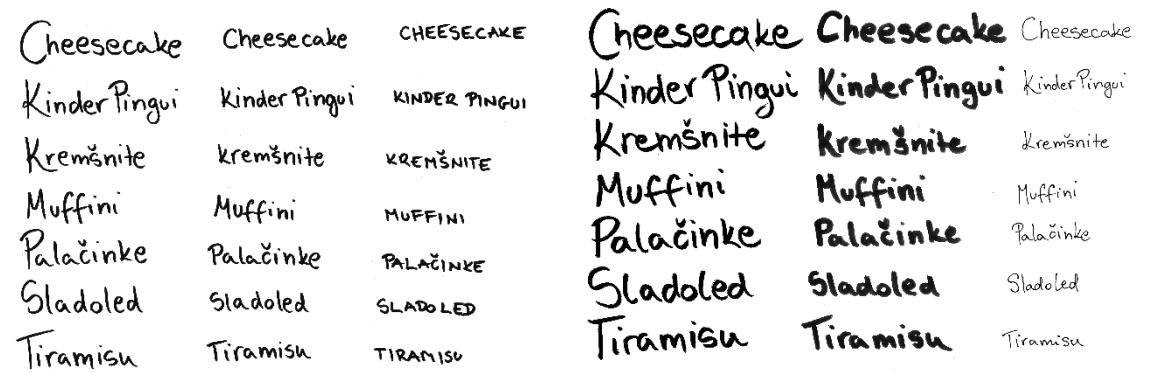 Cheesecake Cheesecake CHEESECAKE Cheesecake Cheesecake Cheesecake
Kinder Pingui Kinder Pingui KINDER PINGUI Kinder Pingui Kinder Pingui Kinder Pingui
Kremšnite kremšnite KREMŠNITE Kremšnite kremšnite kremšnite
Muffini Muffini MUFFINI Muffini Muffini Muffini
Palačinke Palačinke PALAČINKE Palačinke Palačinke Palačinke
Sladoled Sladoled SLADOLED Sladoled Sladoled Sladoled
Tiramisu Tiramisu TIRAMISU Tiramisu Tiramisu Tiramisu